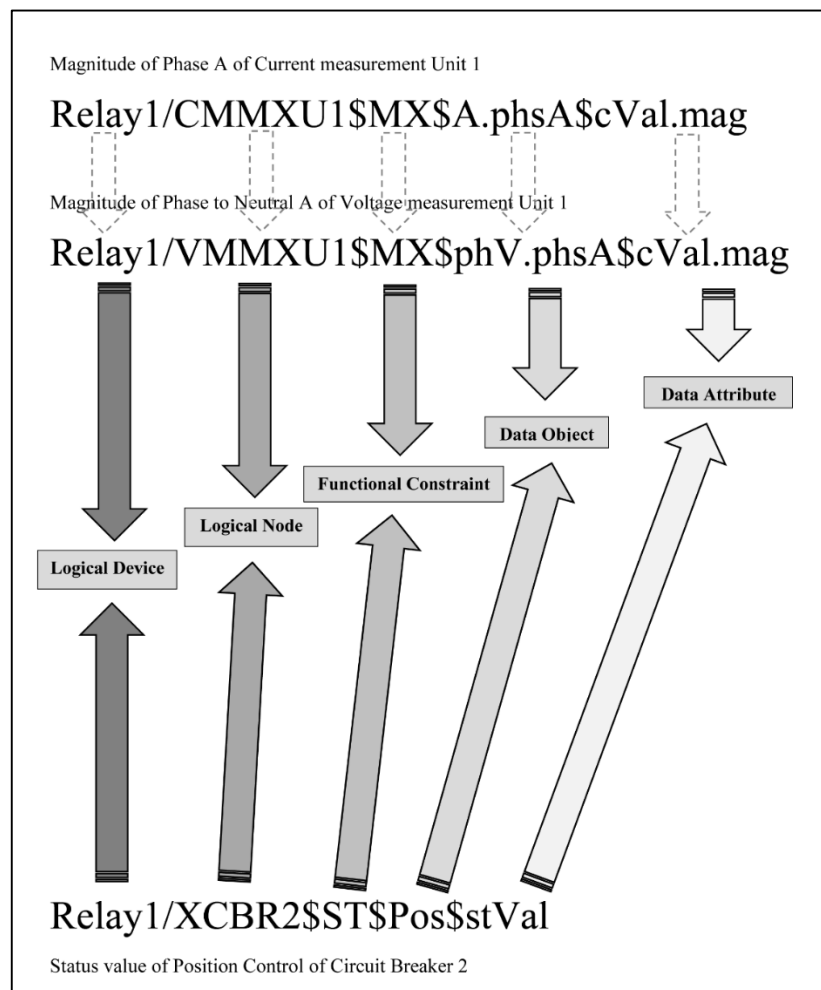 Magnitude of Phase A of Current measurement Unit 1
Relay1/CMMXU1$MX$A.phsA$cVal.mag
Magnitude of Phase to Neutral A of Voltage measurement Unit 1
Relay1/VMMXU1$MX$phV.phsA$cVal.mag
Data Attribute
Data Object
Functional Constraint
Logical Node
Logical Device
Relay1/XCBR2$ST$Pos$stVal
Status value of Position Control of Circuit Breaker 2